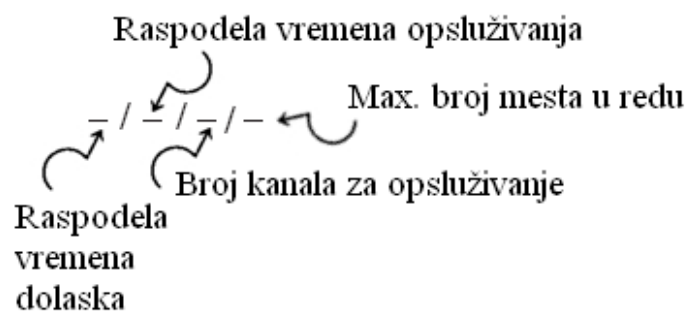 Raspodela vremena opsluživanja
Max. broj mesta u redu
_ / _ / _ / _
Broj kanala za opsluživanje
Raspodela
vremena
dolaska